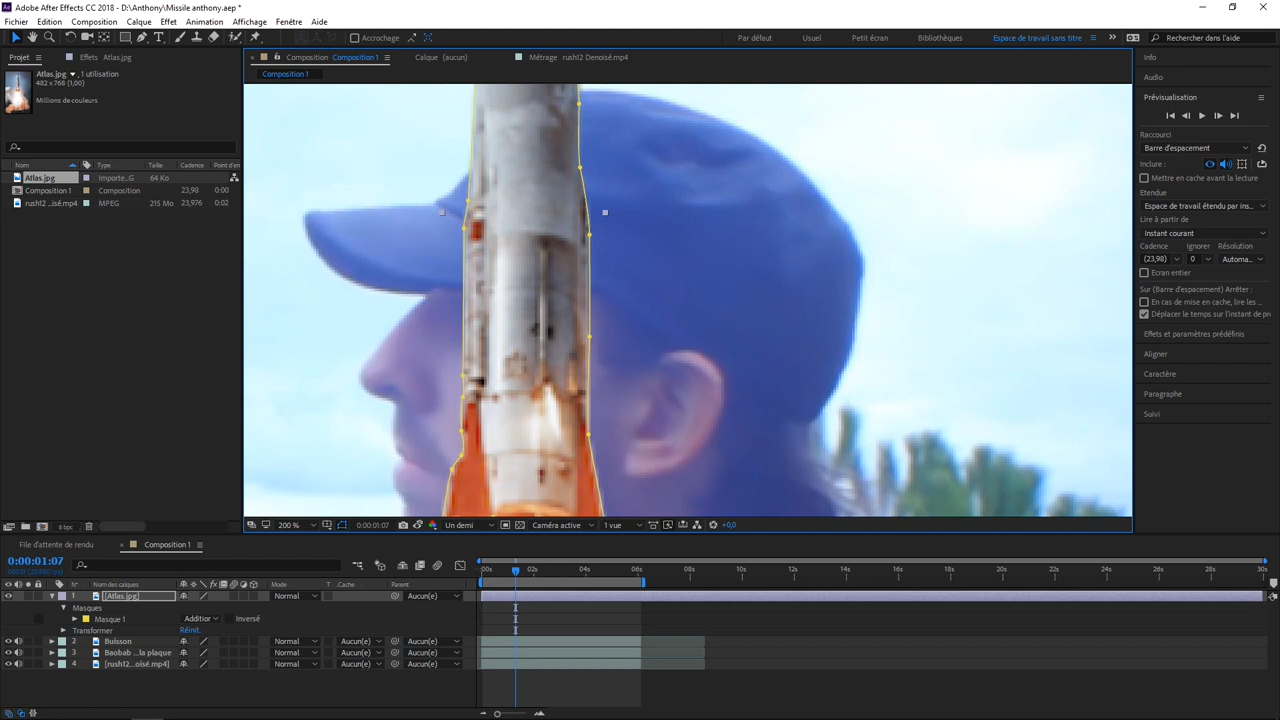 Adobe After Effects CC 2018 - D:\Anthony\Missile anthony.aep *
Fichier Edition Composition Calque Effet Animation Affichage Fenêtre Aide
Accrochage Par défaut Usuel Petit écran Bibliothèques Espace de travail sans titre Rechercher dans l'aide
Projet Effets Atlas.jpg
Atlas.jpg , 1 utilisation
482 x 768 (1,00)
Millions de couleurs
Nom Type Taille Cadence Point d'en
Atlas.jpg Importe...G 64 Ko
Composition 1 Composition 23,98 0:00
rush12 ...isé.mp4 MPEG 215 Mo 23,976 0:02
8 bpc
Composition Composition 1 Calque (aucun) Métrage rush12 Denoisé.mp4
Composition 1
200 % 0:00:01:07 Un demi Caméra active 1 vue +0,0
Info
Audio
Prévisualisation
Raccourci
Barre d'espacement
Inclure :
Mettre en cache avant la lecture
Etendue
Espace de travail étendu par ins...
Lire à partir de
Instant courant
Cadence Ignorer Résolution
(23,98) 0 Automa...
Ecran entier
Sur (Barre d'espacement) Arrêter :
En cas de mise en cache, lire les ...
Déplacer le temps sur l'instant de pré
Effets et paramètres prédéfinis
Aligner
Caractère
Paragraphe
Suivi
File d'attente de rendu Composition 1
0:00:01:07
N° Nom des calques Mode T .Cache Parent
:00s 02s 04s 06s 08s 10s 12s 14s 16s 18s 20s 22s 24s 26s 28s 30s
1 [Atlas.jpg] Normal Aucun(e)
Masques
Masque 1 Addition Inversé
Transformer Réinit.
2 Buisson Normal Aucun(e) Aucun(e)
3 Baobab ...la plaque Normal Aucun(e) Aucun(e)
4 [rush12...oisé.mp4] Normal Aucun(e) Aucun(e)